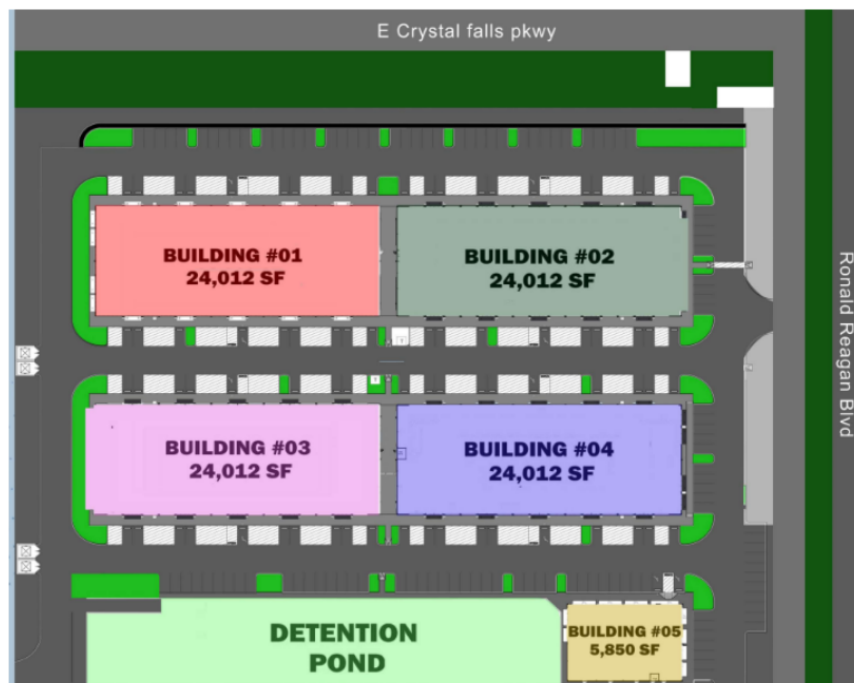 E Crystal falls pkwy
BUILDING #01
24,012 SF
BUILDING #02
24,012 SF
Ronald Reagan Blvd
BUILDING #03
24,012 SF
BUILDING #04
24,012 SF
DETENTION
POND
BUILDING #05
5,850 SF